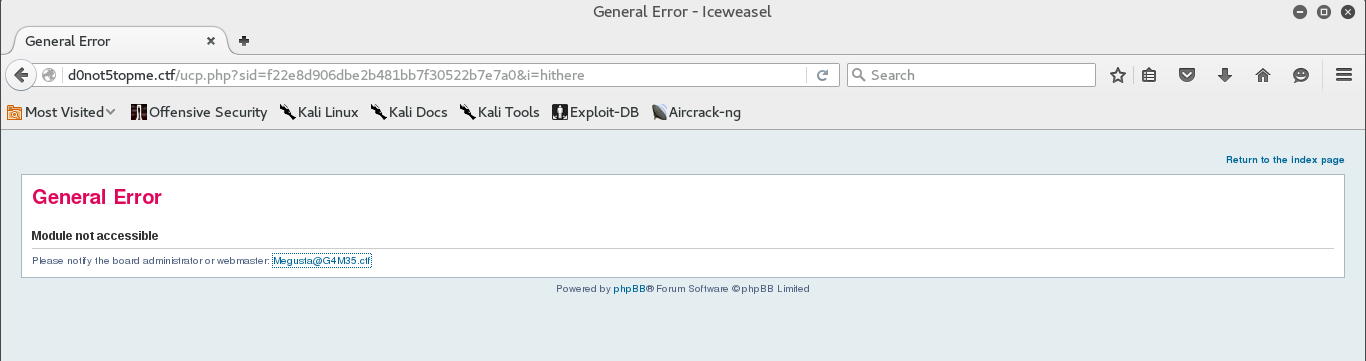 General Error - Iceweasel
General Error
d0not5topme.ctf/ucp.php?sid=f22e8d906dbe2b481bb7f30522b7e7a0&i=hithere
Search
Most Visited Offensive Security Kali Linux Kali Docs Kali Tools Exploit-DB Aircrack-ng
Return to the index page
General Error
Module not accessible
Please notify the board administrator or webmaster: Megusta@G4M35.ctf
Powered by phpBB® Forum Software © phpBB Limited